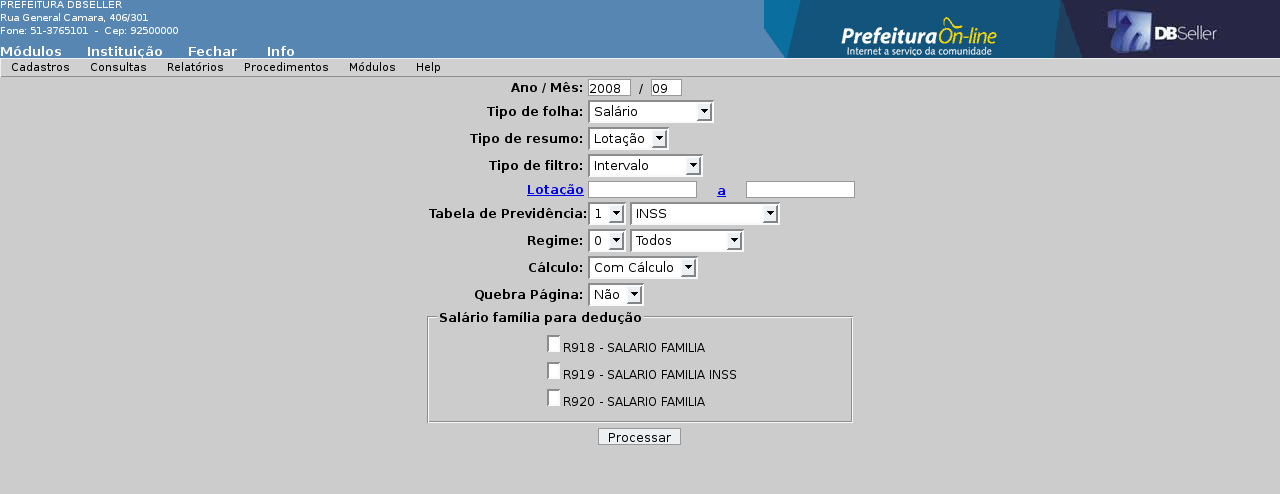 PREFEITURA DBSELLER
Rua General Camara, 406/301
Fone: 51-3765101 - Cep: 92500000
Módulos Instituição Fechar Info
Prefeitura On-line
Internet a serviço da comunidade
DBSeller
Cadastros Consultas Relatórios Procedimentos Módulos Help
Ano / Mês: 2008 / 09
Tipo de folha: Salário
Tipo de resumo: Lotação
Tipo de filtro: Intervalo
Lotação a
Tabela de Previdência: 1 INSS
Regime: 0 Todos
Cálculo: Com Cálculo
Quebra Página: Não
Salário família para dedução
R918 - SALARIO FAMILIA
R919 - SALARIO FAMILIA INSS
R920 - SALARIO FAMILIA
Processar